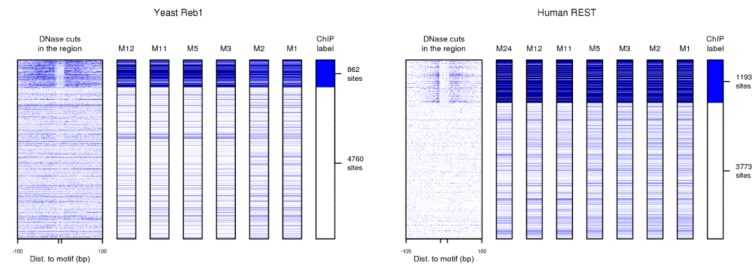 Yeast Reb1
DNase cuts
in the region
M12 M11 M5 M3 M2 M1
ChIP
label
862
sites
4760
sites
-100 100
Dist. to motif (bp)
Human REST
DNase cuts
in the region
M24 M12 M11 M5 M3 M2 M1
ChIP
label
1193
sites
3773
sites
-100 100
Dist. to motif (bp)